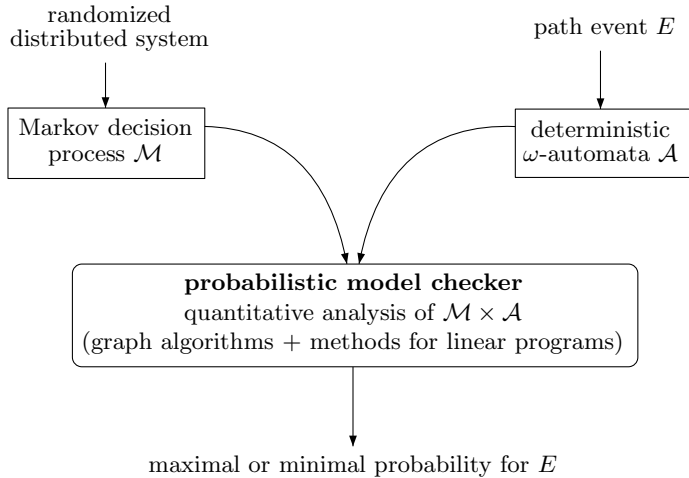 randomized
distributed system
path event E
Markov decision
process ℳ
deterministic
ω-automata 𝒜
probabilistic model checker
quantitative analysis of ℳ × 𝒜
(graph algorithms + methods for linear programs)
maximal or minimal probability for E